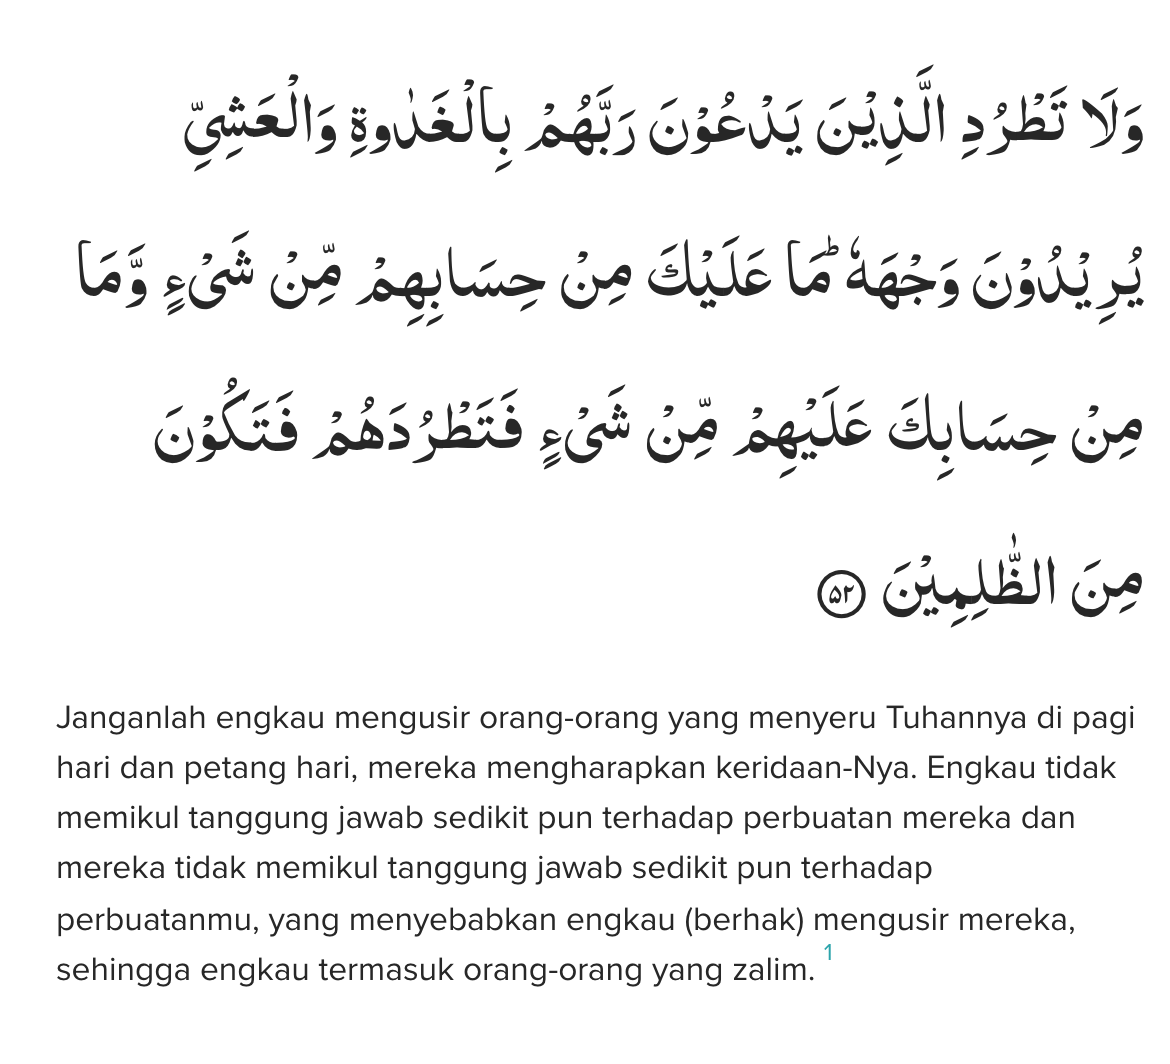 وَلَا تَطْرُدِ الَّذِيْنَ يَدْعُوْنَ رَبَّهُمْ بِالْغَدٰوةِ وَالْعَشِيِّ
يُرِيْدُوْنَ وَجْهَهٗ ۗمَا عَلَيْكَ مِنْ حِسَابِهِمْ مِّنْ شَيْءٍ وَّمَا
مِنْ حِسَابِكَ عَلَيْهِمْ مِّنْ شَيْءٍ فَتَطْرُدَهُمْ فَتَكُوْنَ
مِنَ الظّٰلِمِيْنَ ۝٥٢
Janganlah engkau mengusir orang-orang yang menyeru Tuhannya di pagi
hari dan petang hari, mereka mengharapkan keridaan-Nya. Engkau tidak
memikul tanggung jawab sedikit pun terhadap perbuatan mereka dan
mereka tidak memikul tanggung jawab sedikit pun terhadap
perbuatanmu, yang menyebabkan engkau (berhak) mengusir mereka,
sehingga engkau termasuk orang-orang yang zalim. 1